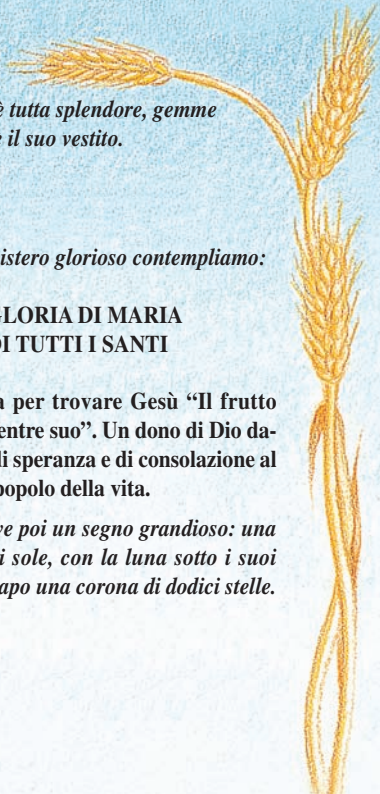 è tutta splendore, gemme
e il suo vestito.
istero glorioso contempliamo:
GLORIA DI MARIA
DI TUTTI I SANTI
a per trovare Gesù “Il frutto
entre suo”. Un dono di Dio da-
di speranza e di consolazione al
popolo della vita.
ve poi un segno grandioso: una
i sole, con la luna sotto i suoi
apo una corona di dodici stelle.